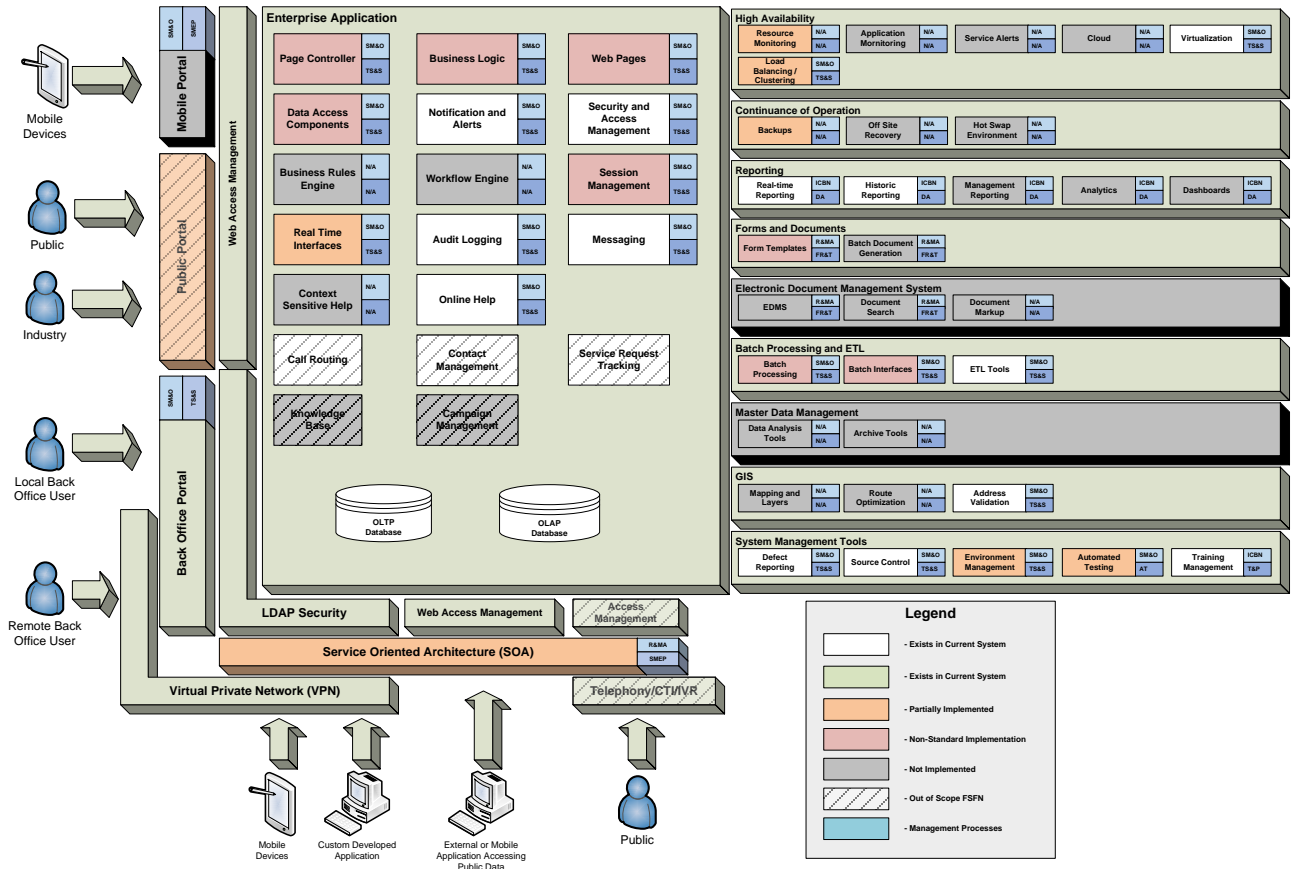 SM&O
SMEP
Mobile Portal
Mobile
Devices
Public
Industry
Local Back
Office User
Remote Back
Office User
Public Portal
SM&O
TS&S
Back Office Portal
Web Access Management
Enterprise Application
Page Controller
SM&O
TS&S
Business Logic
SM&O
TS&S
Web Pages
SM&O
TS&S
Data Access
Components
SM&O
TS&S
Notification and
Alerts
SM&O
TS&S
Security and
Access
Management
SM&O
TS&S
Business Rules
Engine
N/A
N/A
Workflow Engine
N/A
N/A
Session
Management
SM&O
TS&S
Real Time
Interfaces
SM&O
TS&S
Audit Logging
SM&O
TS&S
Messaging
SM&O
TS&S
Context
Sensitive Help
N/A
N/A
Online Help
SM&O
TS&S
Call Routing
Contact
Management
Service Request
Tracking
Knowledge
Base
Campaign
Management
OLTP
Database
OLAP
Database
LDAP Security
Web Access Management
Access
Management
Service Oriented Architecture (SOA)
R&MA
SMEP
Virtual Private Network (VPN)
Telephony/CTI/IVR
Mobile
Devices
Custom Developed
Application
External or Mobile
Application Accessing
Public Data
Public
High Availability
Resource
Monitoring
N/A
N/A
Application
Mornitoring
N/A
N/A
Service Alerts
N/A
N/A
Cloud
N/A
N/A
Virtualization
SM&O
TS&S
Load
Balancing /
Clustering
SM&O
TS&S
Continuance of Operation
Backups
N/A
N/A
Off Site
Recovery
N/A
N/A
Hot Swap
Environment
N/A
N/A
Reporting
Real-time
Reporting
ICBN
DA
Historic
Reporting
ICBN
DA
Management
Reporting
ICBN
DA
Analytics
ICBN
DA
Dashboards
ICBN
DA
Forms and Documents
Form Templates
R&MA
FR&T
Batch Document
Generation
R&MA
FR&T
Electronic Document Management System
EDMS
R&MA
FR&T
Document
Search
R&MA
FR&T
Document
Markup
N/A
N/A
Batch Processing and ETL
Batch
Processing
SM&O
TS&S
Batch Interfaces
SM&O
TS&S
ETL Tools
SM&O
TS&S
Master Data Management
Data Analysis
Tools
N/A
N/A
Archive Tools
N/A
N/A
GIS
Mapping and
Layers
N/A
N/A
Route
Optimization
N/A
N/A
Address
Validation
SM&O
TS&S
System Management Tools
Defect
Reporting
SM&O
TS&S
Source Control
SM&O
TS&S
Environment
Management
SM&O
TS&S
Automated
Testing
SM&O
AT
Training
Management
ICBN
T&P
Legend
- Exists in Current System
- Exists in Current System
- Partially Implemented
- Non-Standard Implementation
- Not Implemented
- Out of Scope FSFN
- Management Processes